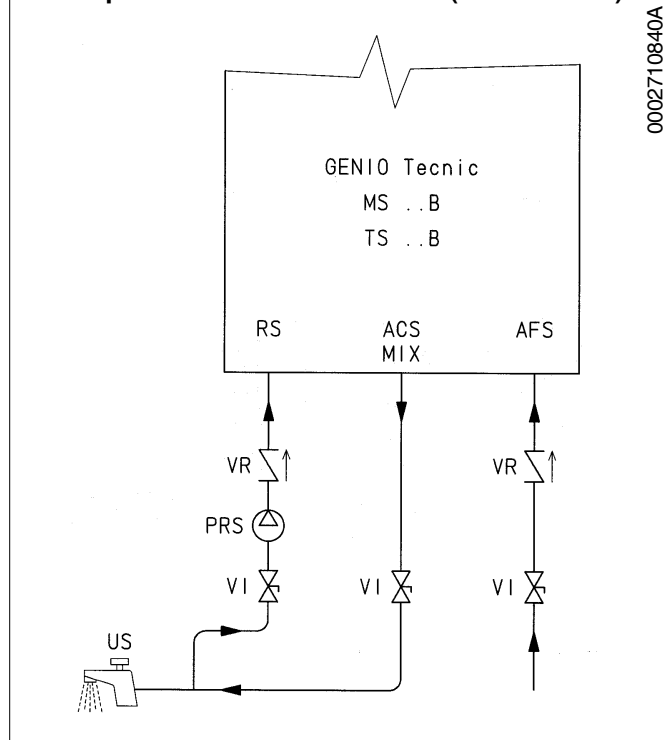 0002710840A
GENIO Tecnic
MS ..B
TS ..B
RS ACS AFS
MIX
VR VR
PRS
VI VI VI
US